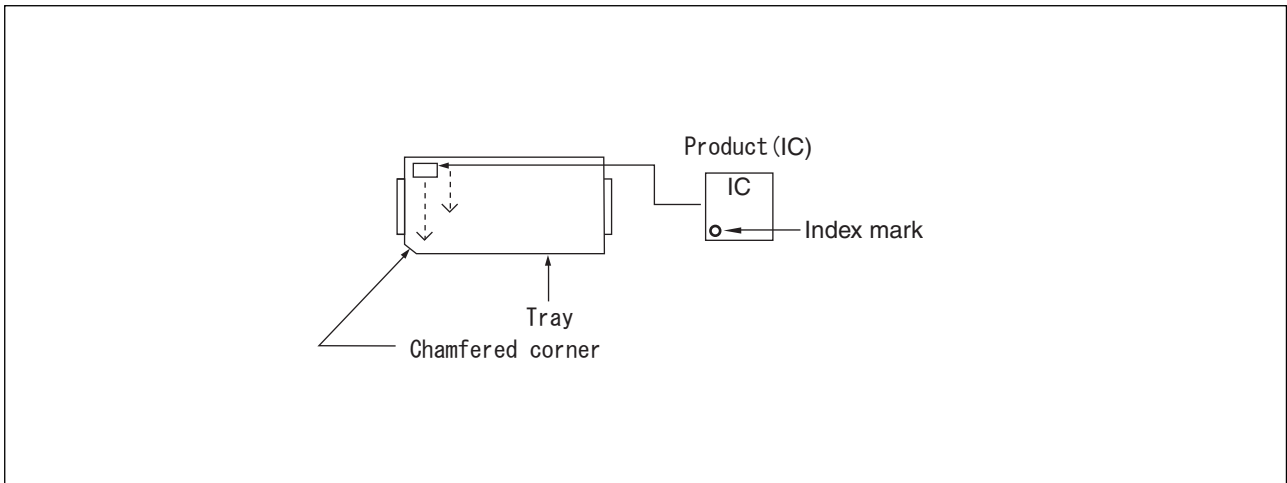 Product(IC)
IC
Index mark
Tray
Chamfered corner